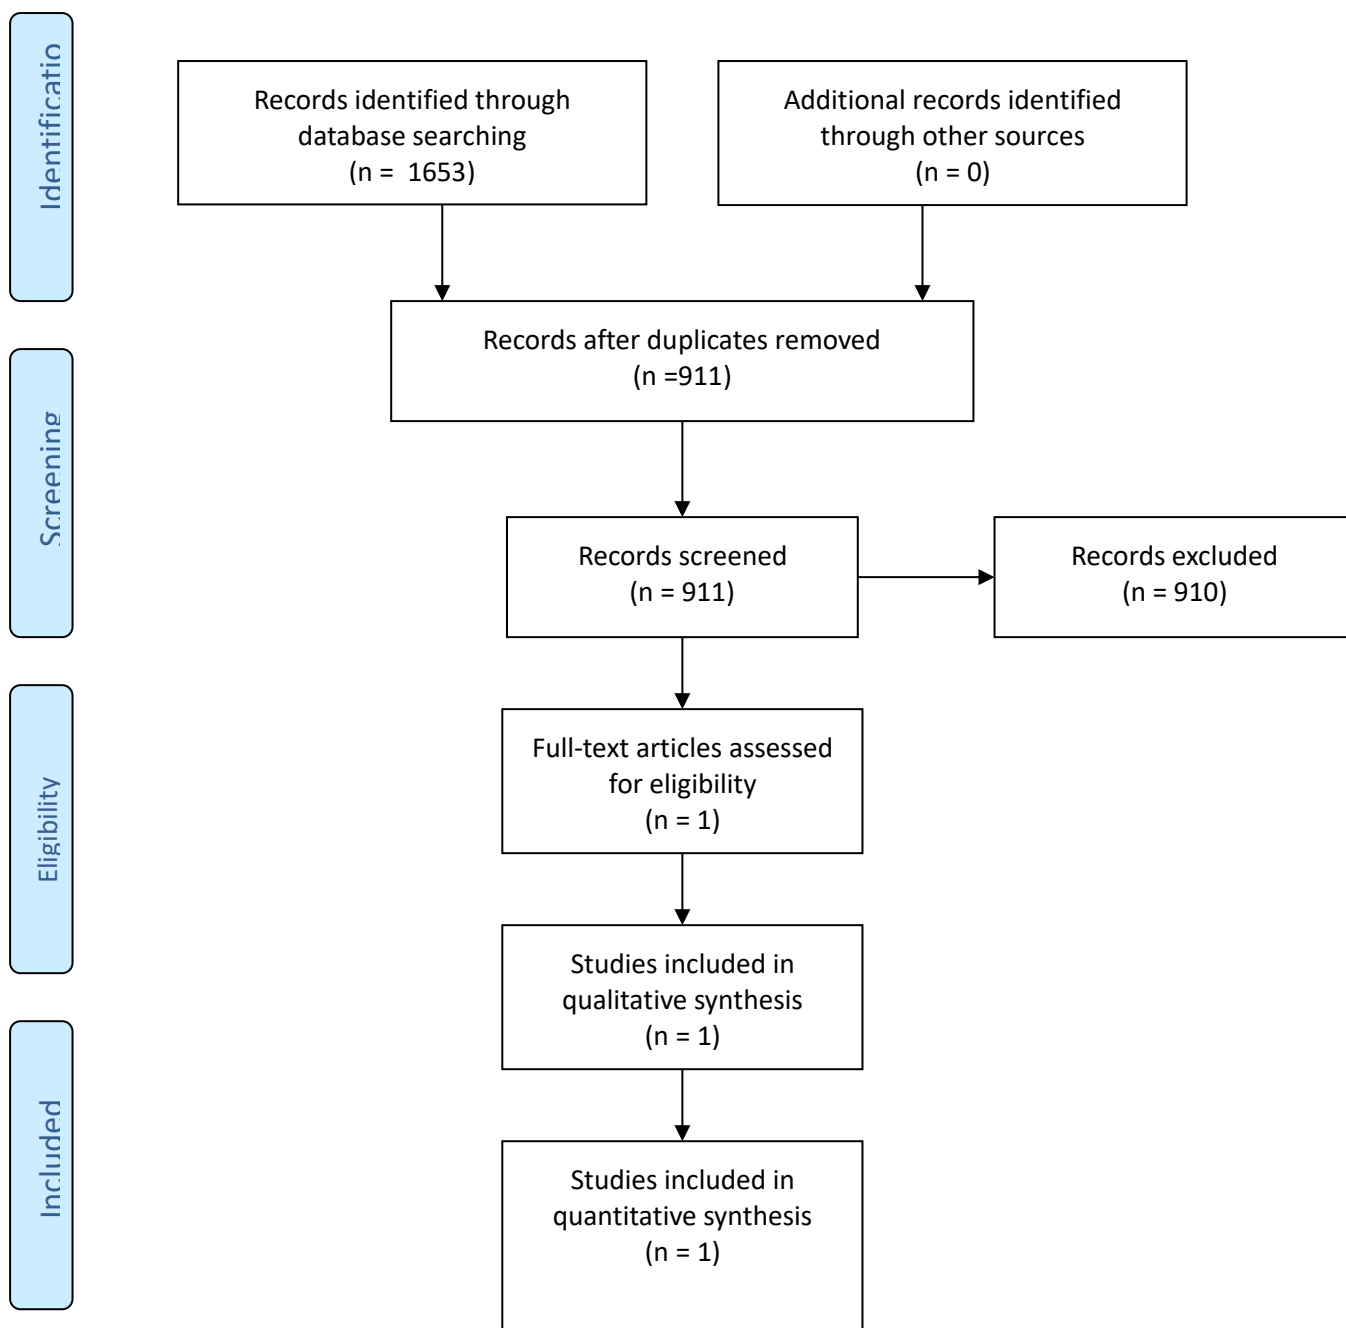 Identificatio
Records identified through
database searching
(n =  1653)
Additional records identified
through other sources
(n = 0)
Records after duplicates removed
(n =911)
Screening
Records screened
(n = 911)
Records excluded
(n = 910)
Full-text articles assessed
for eligibility
(n = 1)
Eligibility
Studies included in
qualitative synthesis
(n = 1)
Included
Studies included in
quantitative synthesis
(n = 1)